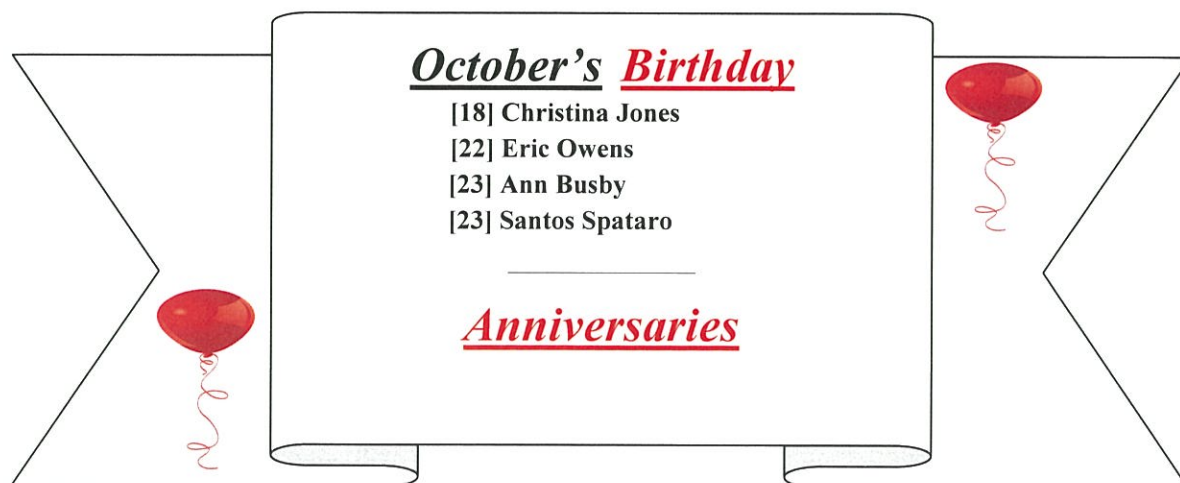 October's Birthday
[18] Christina Jones
[22] Eric Owens
[23] Ann Busby
[23] Santos Spataro
Anniversaries